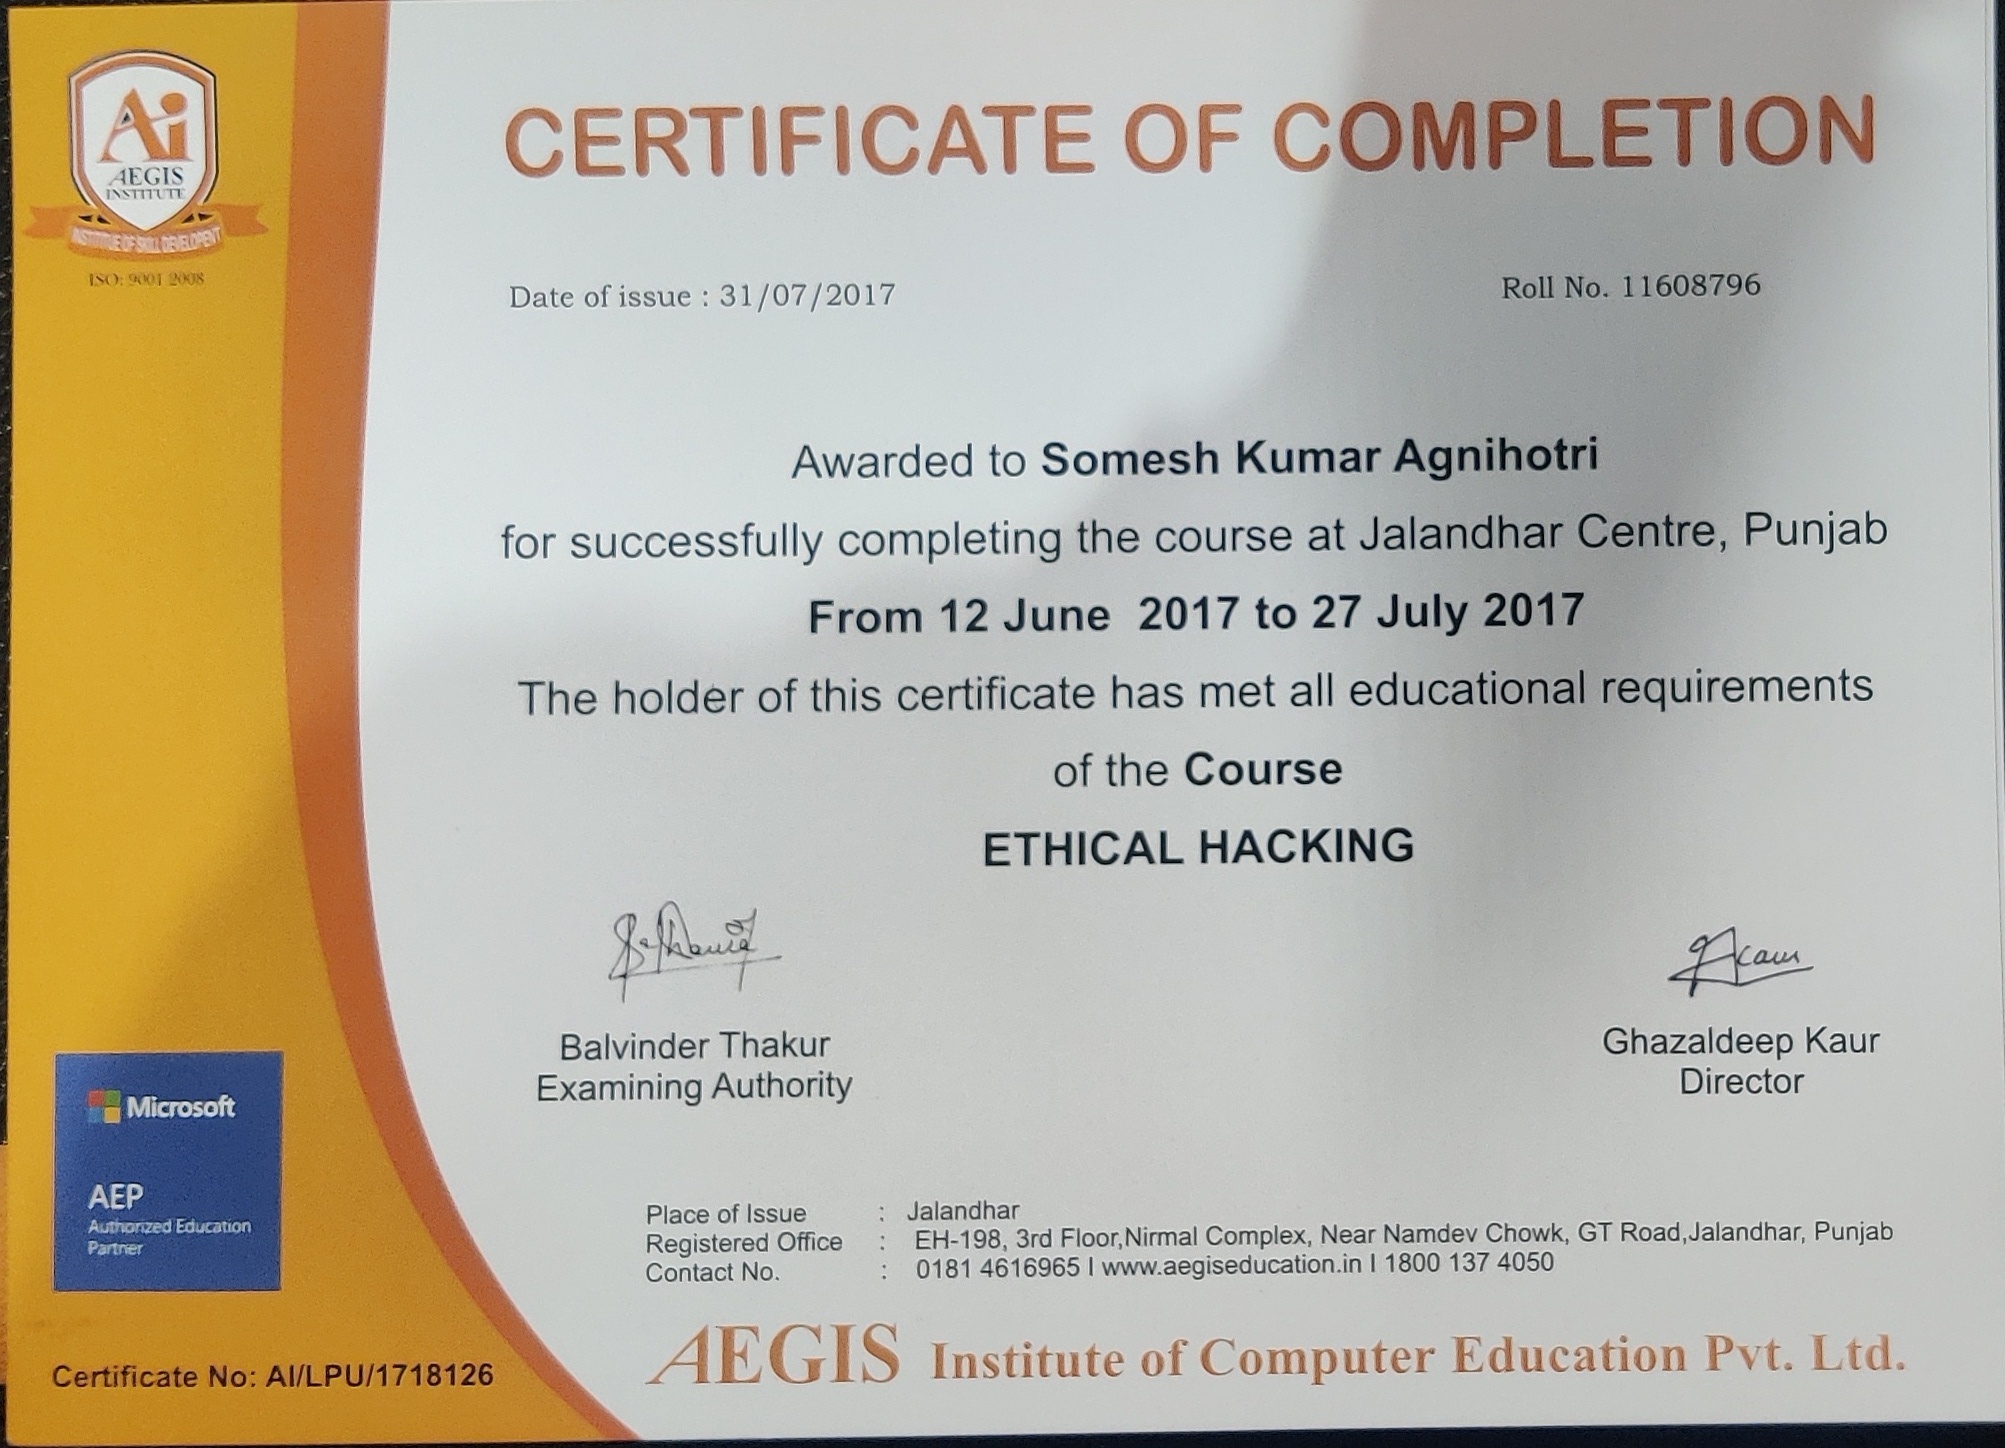 Ai
AEGIS
INSTITUTE
INSTITUTE OF SKILL DEVELOPENT
ISO: 9001 2008
CERTIFICATE OF COMPLETION
Date of issue : 31/07/2017
Roll No. 11608796
Awarded to Somesh Kumar Agnihotri
for successfully completing the course at Jalandhar Centre, Punjab
From 12 June 2017 to 27 July 2017
The holder of this certificate has met all educational requirements
of the Course
ETHICAL HACKING
Balvinder Thakur
Examining Authority
Ghazaldeep Kaur
Director
Microsoft
AEP
Authorized Education
Partner
Place of Issue : Jalandhar
Registered Office : EH-198, 3rd Floor,Nirmal Complex, Near Namdev Chowk, GT Road,Jalandhar, Punjab
Contact No. : 0181 4616965 I www.aegiseducation.in I 1800 137 4050
AEGIS Institute of Computer Education Pvt. Ltd.
Certificate No: AI/LPU/1718126